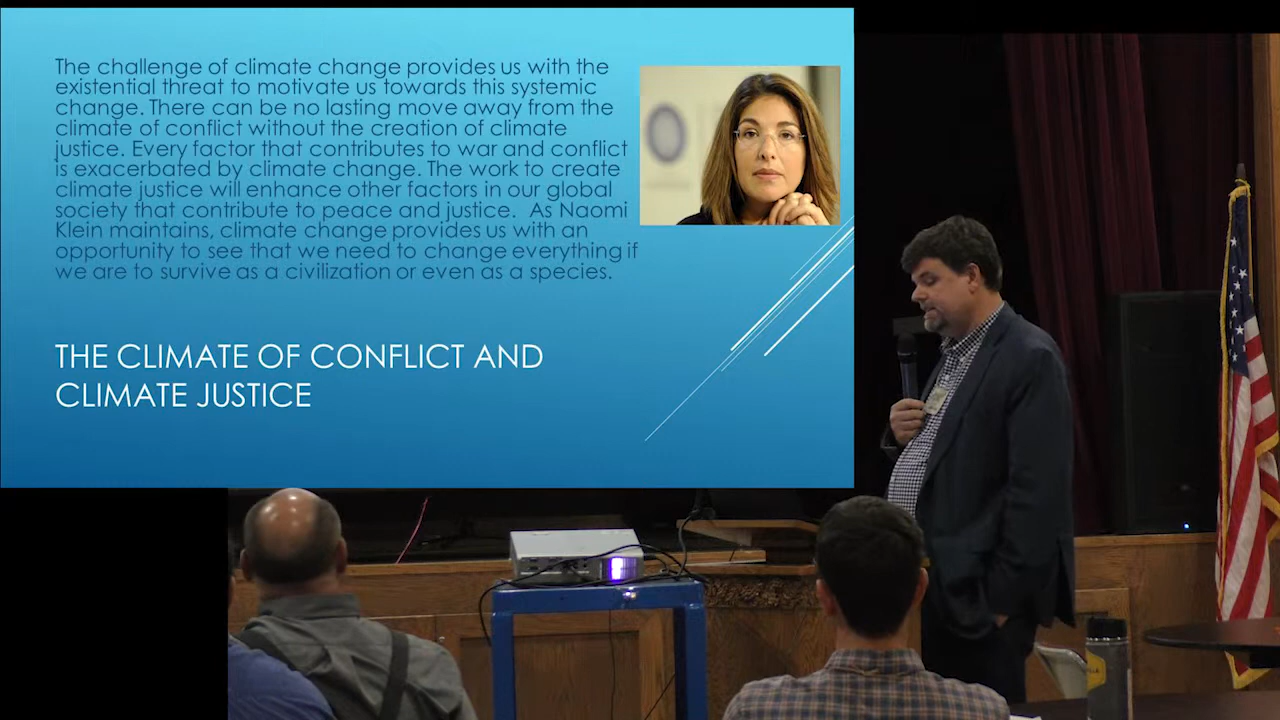 The challenge of climate change provides us with the
existential threat to motivate us towards this systemic
change. There can be no lasting move away from the
climate of conflict without the creation of climate
justice. Every factor that contributes to war and conflict
is exacerbated by climate change. The work to create
climate justice will enhance other factors in our global
society that contribute to peace and justice.  As Naomi
Klein maintains, climate change provides us with an
opportunity to see that we need to change everything if
we are to survive as a civilization or even as a species.
THE CLIMATE OF CONFLICT AND
CLIMATE JUSTICE